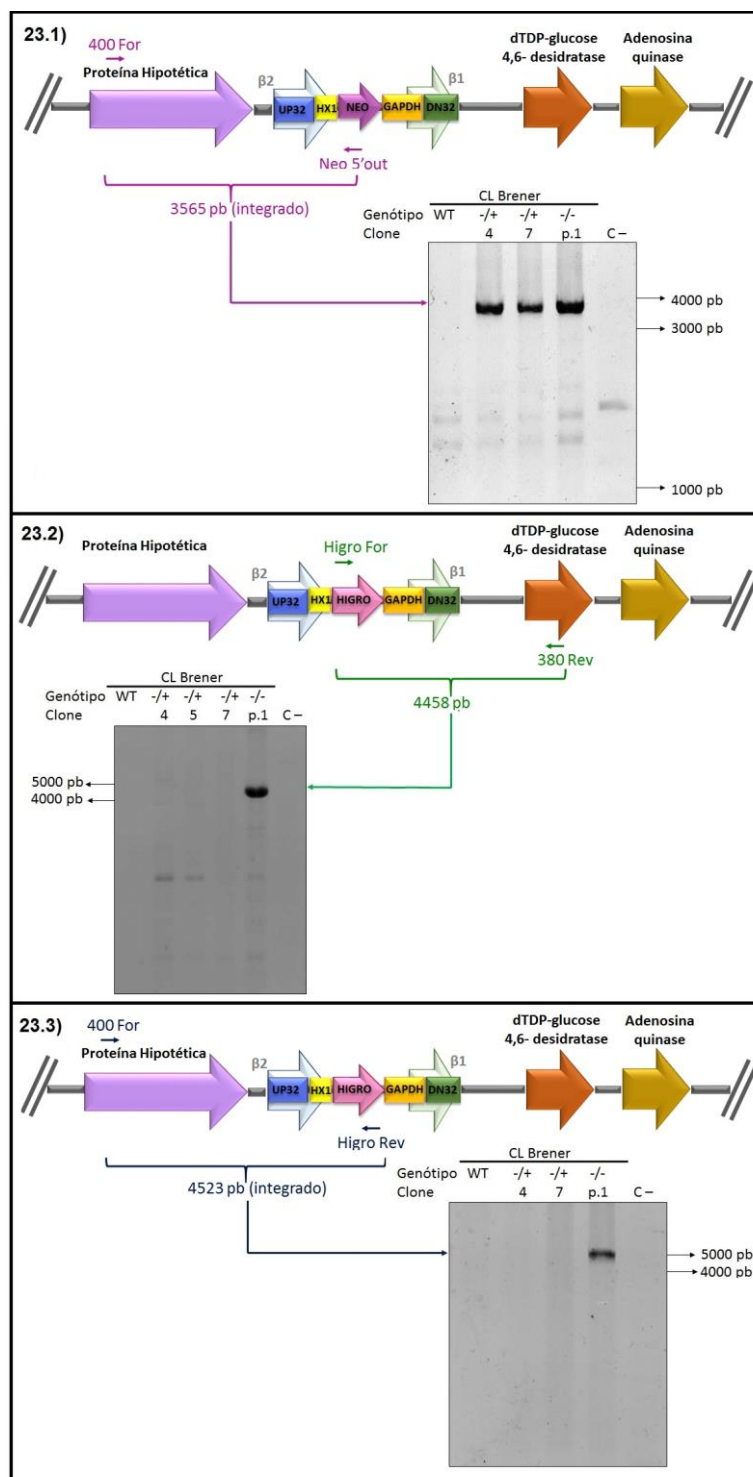 23.1)
400 For
Proteína Hipotética
dTDP-glucose
4,6- desidratase
Adenosina
quinase
β2
β1
UP32
HX1
NEO
GAPDH
DN32
Neo 5'out
3565 pb (integrado)
CL Brener
Genótipo WT -/+ -/+ -/-
Clone 4 7 p.1 C –
4000 pb
3000 pb
1000 pb
23.2)
Proteína Hipotética
Higro For
dTDP-glucose
4,6- desidratase
Adenosina
quinase
β2
β1
UP32
HX1
HIGRO
GAPDH
DN32
380 Rev
4458 pb
CL Brener
Genótipo WT -/+ -/+ -/+ -/-
Clone 4 5 7 p.1 C –
5000 pb
4000 pb
23.3)
400 For
Proteína Hipotética
dTDP-glucose
4,6- desidratase
Adenosina
quinase
β2
β1
UP32
HX1
HIGRO
GAPDH
DN32
Higro Rev
4523 pb (integrado)
CL Brener
Genótipo WT -/+ -/+ -/-
Clone 4 7 p.1 C –
5000 pb
4000 pb